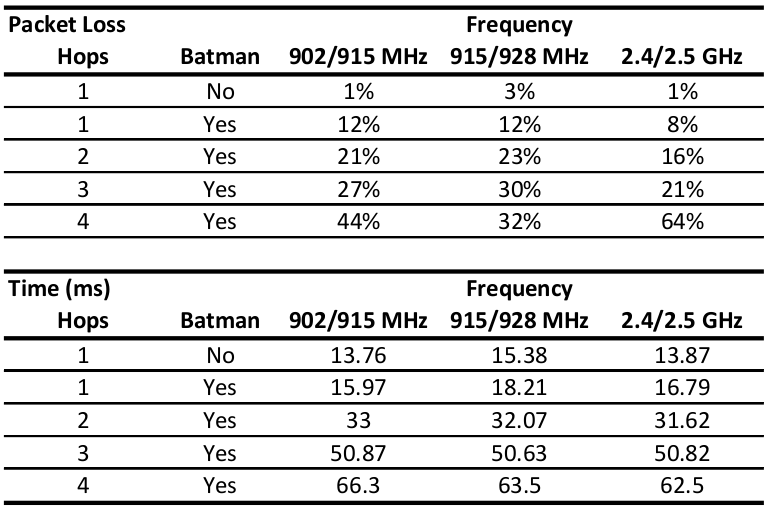 Packet Loss Frequency
Hops Batman 902/915 MHz 915/928 MHz 2.4/2.5 GHz
1 No 1% 3% 1%
1 Yes 12% 12% 8%
2 Yes 21% 23% 16%
3 Yes 27% 30% 21%
4 Yes 44% 32% 64%
Time (ms) Frequency
Hops Batman 902/915 MHz 915/928 MHz 2.4/2.5 GHz
1 No 13.76 15.38 13.87
1 Yes 15.97 18.21 16.79
2 Yes 33 32.07 31.62
3 Yes 50.87 50.63 50.82
4 Yes 66.3 63.5 62.5